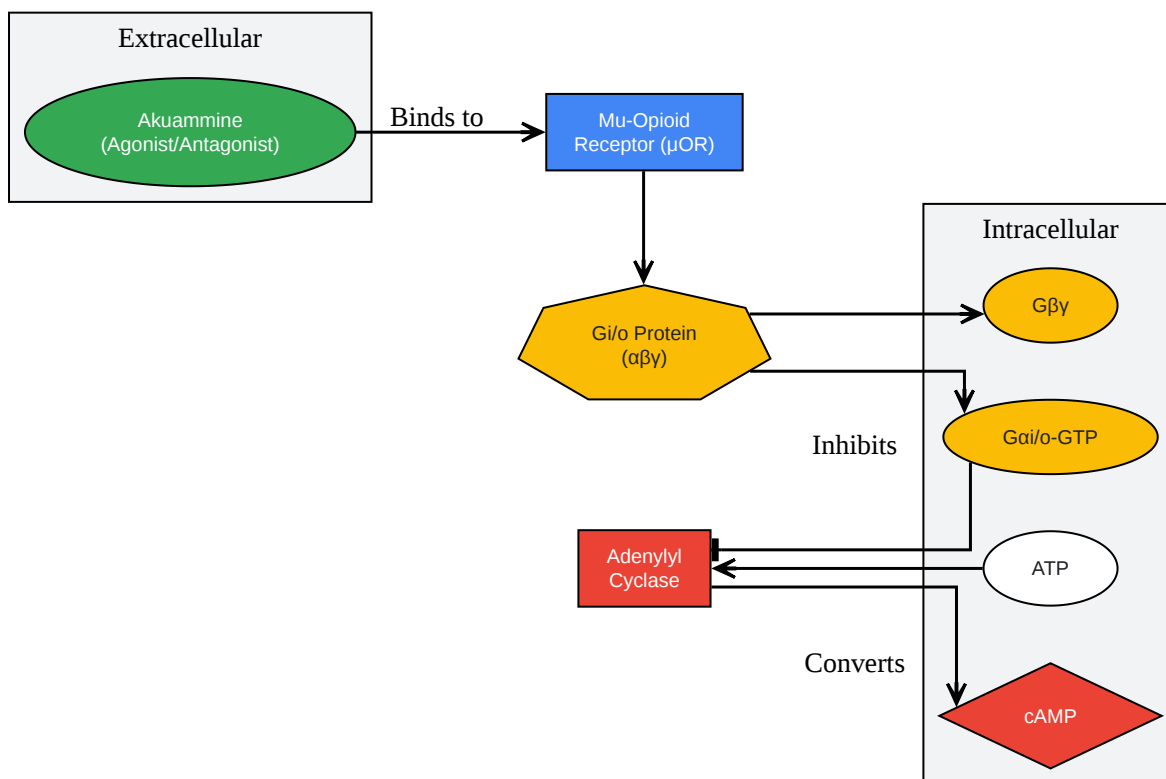 Extracellular
Akuammine
(Agonist/Antagonist)
Binds to
Mu-Opioid
Receptor (μOR)
Intracellular
Gβγ
Gi/o Protein
(αβγ)
Inhibits
Gαi/o-GTP
Adenylyl
Cyclase
ATP
Converts
cAMP